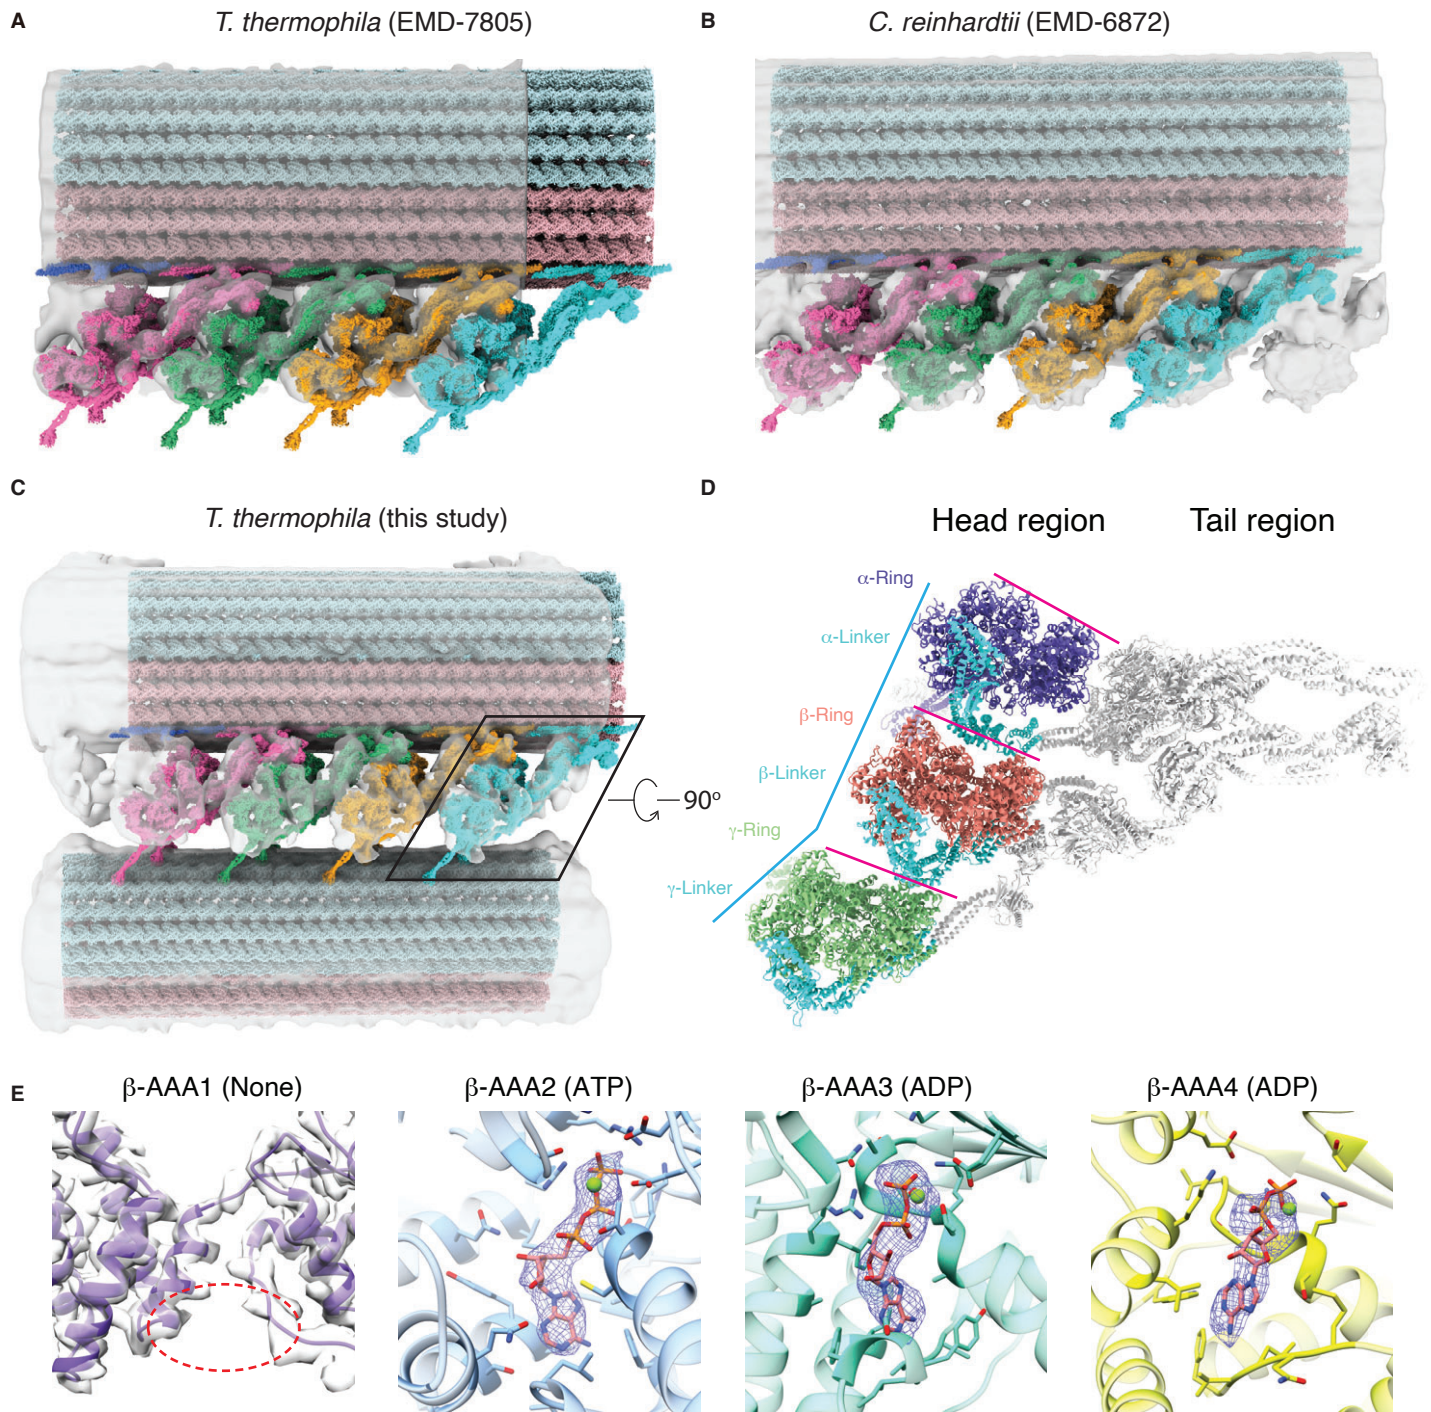 A
T. thermophila (EMD-7805)
B
C. reinhardtii (EMD-6872)
C
T. thermophila (this study)
90°
D
Head region
Tail region
α-Ring
α-Linker
β-Ring
β-Linker
γ-Ring
γ-Linker
E
β-AAA1 (None)
β-AAA2 (ATP)
β-AAA3 (ADP)
β-AAA4 (ADP)